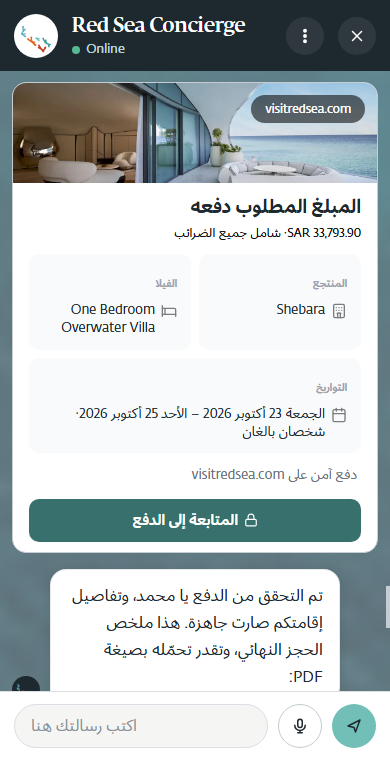 Red Sea Concierge
Online
visitredsea.com
المبلغ المطلوب دفعه
SAR 33,793.90· شامل جميع الضرائب
المنتجع
Shebara
الفيلا
One Bedroom
Overwater Villa
التواريخ
الجمعة 23 أكتوبر 2026 – الأحد 25 أكتوبر 2026·
شخصان بالغان
دفع آمن على visitredsea.com
المتابعة إلى الدفع
تم التحقق من الدفع يا محمد، وتفاصيل
إقامتكم صارت جاهزة. هذا ملخص
الحجز النهائي، وتقدر تحمّله بصيغة
PDF:
اكتب رسالتك هنا